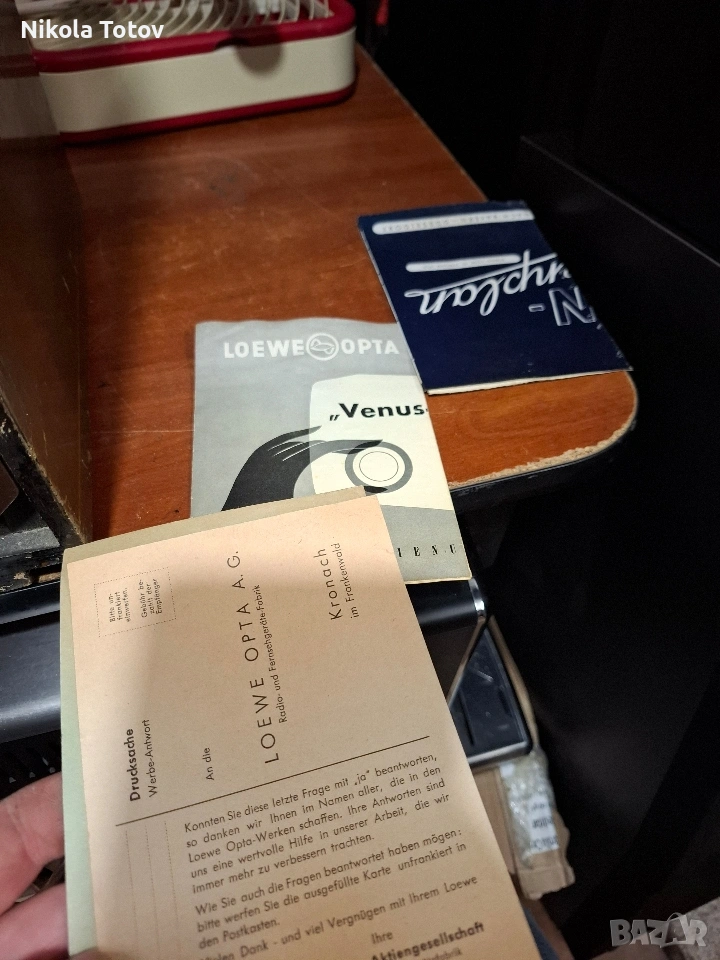 Nikola Totov
LOEWE OPTA
„Venus
Bitte un-
frankiert
einwerfen.
Gebühr be-
zahlt der
Empfänger
Drucksache
Werbe-Antwort
An die
LOEWE OPTA A. G.
Radio- und Fernsehgeräte-Fabrik
Kronach
im Frankenwald
Konnten Sie diese letzte Frage mit „ja" beantworten,
so danken wir Ihnen im Namen aller, die in den
Loewe Opta-Werken schaffen. Ihre Antworten sind
uns eine wertvolle Hilfe in unserer Arbeit, die wir
immer mehr zu verbessern trachten.
Wie Sie auch die Fragen beantwortet haben mögen:
bitte werfen Sie die ausgefüllte Karte unfrankiert in
den Postkasten.
Vielen Dank - und viel Vergnügen mit Ihrem Loewe
Ihre
Aktiengesellschaft
BAZAR